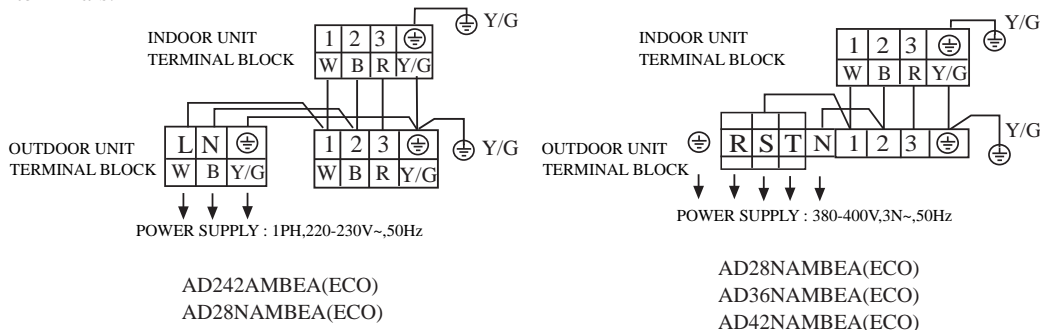 Y/G
INDOOR UNIT
TERMINAL BLOCK
1 2 3
W B R Y/G
OUTDOOR UNIT
TERMINAL BLOCK
L N
W B Y/G
1 2 3
W B R Y/G
Y/G
POWER SUPPLY : 1PH,220-230V~,50Hz
AD242AMBEA(ECO)
AD28NAMBEA(ECO)
Y/G
INDOOR UNIT
TERMINAL BLOCK
1 2 3
W B R Y/G
OUTDOOR UNIT
TERMINAL BLOCK
R S T N 1 2 3
Y/G
POWER SUPPLY : 380-400V,3N~,50Hz
AD28NAMBEA(ECO)
AD36NAMBEA(ECO)
AD42NAMBEA(ECO)